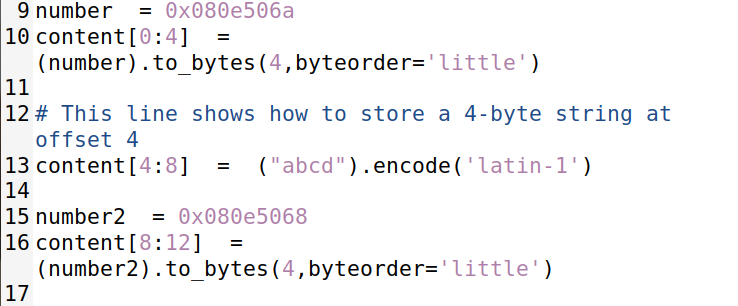 9 number  = 0x080e506a
10 content[0:4]  =
(number).to_bytes(4,byteorder='little')
11
12 # This line shows how to store a 4-byte string at
offset 4
13 content[4:8]  =  ("abcd").encode('latin-1')
14
15 number2  = 0x080e5068
16 content[8:12]  =
(number2).to_bytes(4,byteorder='little')
17